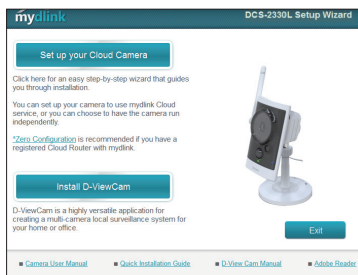 mydlink
DCS-2330L Setup Wizard
Set up your Cloud Camera
Click here for an easy step-by-step wizard that guides
you through installation.
You can set up your camera to use mydlink Cloud
service, or you can choose to have the camera run
independently.
*Zero Configuration is recommended if you have a
registered Cloud Router with mydlink.
Install D-ViewCam
D-ViewCam is a highly versatile application for
creating a multi-camera local surveillance system for
your home or office.
Exit
Camera User Manual
Quick Installation Guide
D-View Cam Manual
Adobe Reader